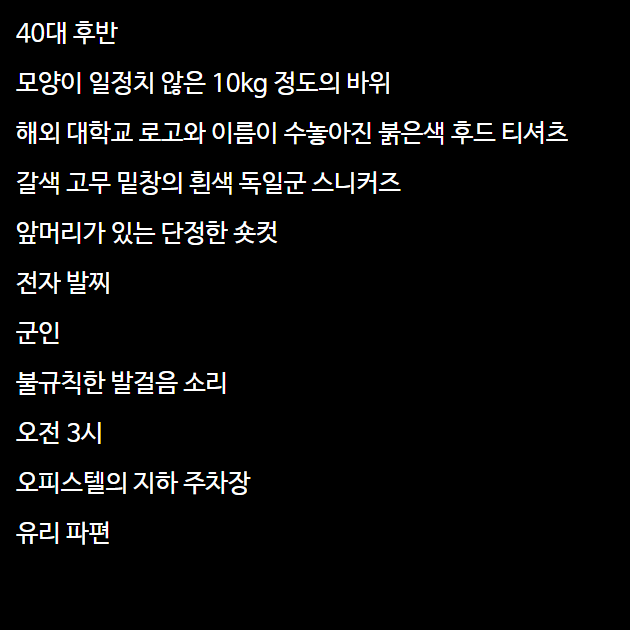 40대 후반
모양이 일정치 않은 10kg 정도의 바위
해외 대학교 로고와 이름이 수놓아진 붉은색 후드 티셔츠
갈색 고무 밑창의 흰색 독일군 스니커즈
앞머리가 있는 단정한 숏컷
전자 발찌
군인
불규칙한 발걸음 소리
오전 3시
오피스텔의 지하 주차장
유리 파편